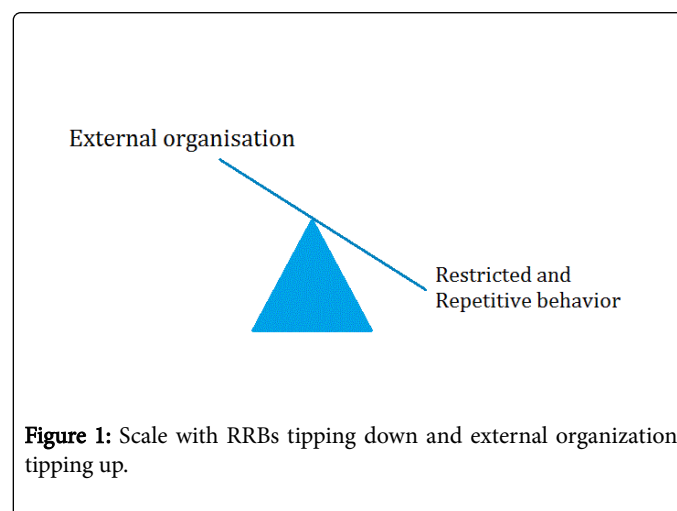 External organisation
Restricted and
Repetitive behavior
Figure 1: Scale with RRBs tipping down and external organization
tipping up.